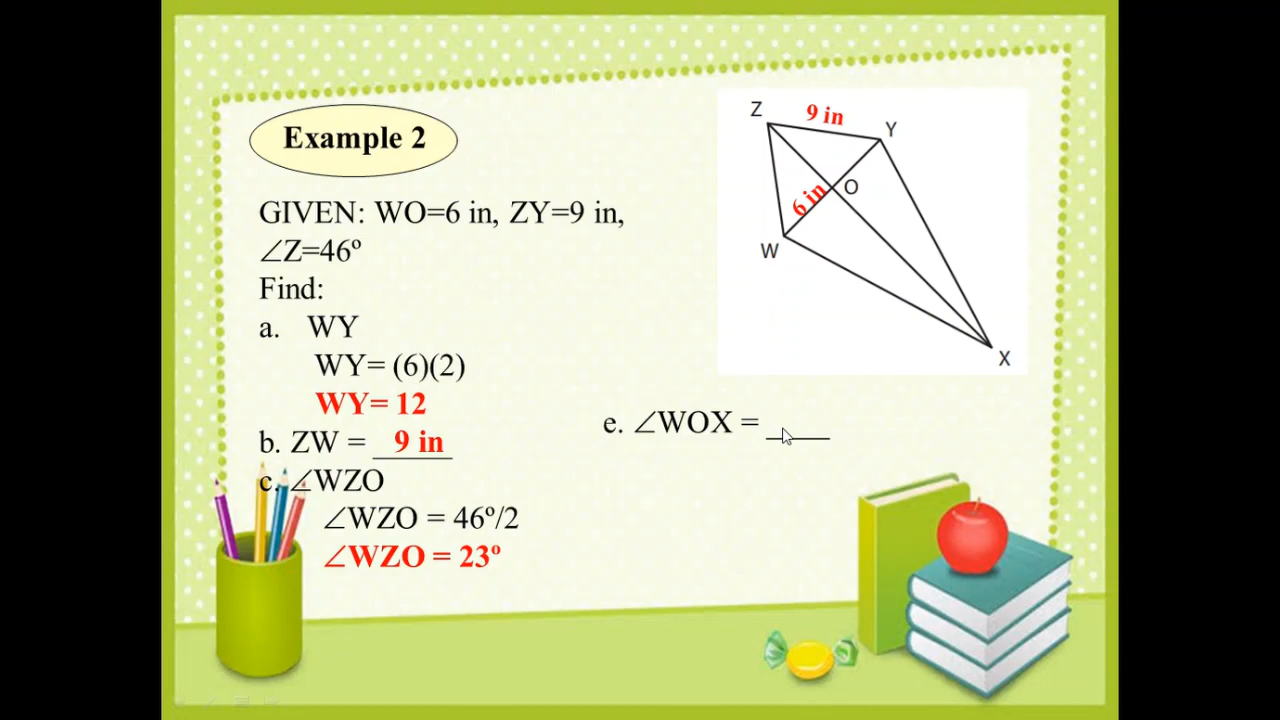 Example 2
GIVEN: WO=6 in, ZY=9 in,
∠Z=46º
Find:
a. WY
WY= (6)(2)
WY= 12
b. ZW = 9 in
c. ∠WZO
∠WZO = 46º/2
∠WZO = 23º
e. ∠WOX = ___
Z
9 in
Y
6 in
O
W
X